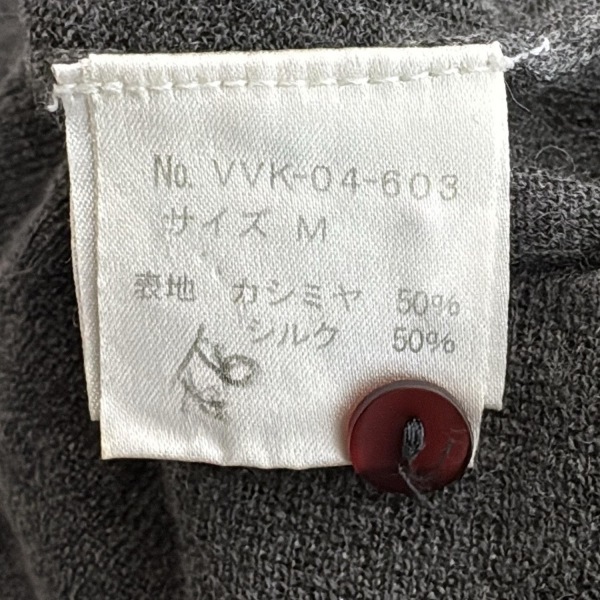 No. VVK-04-603
サイズ M
表地 カシミヤ 50%
シルク 50%